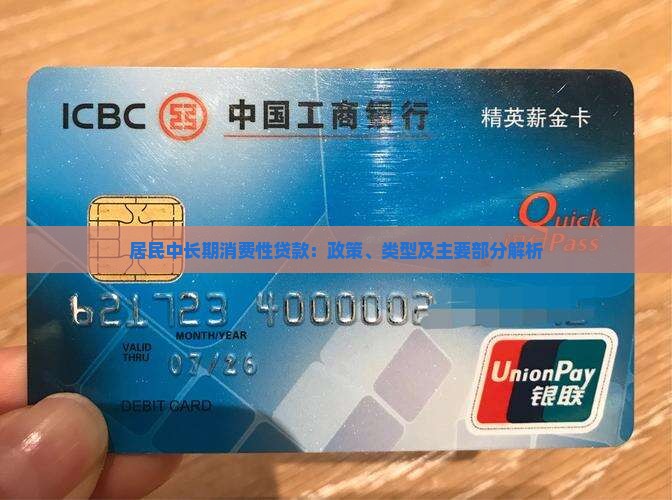 ICBC 中国工商银行 精英薪金卡
Quick
Pass
居民中长期消费性贷款：政策、类型及主要部分解析
621723 4000002
MONTH/YEAR
VALID
THRU
07/26
DEBIT CARD
UnionPay
银联